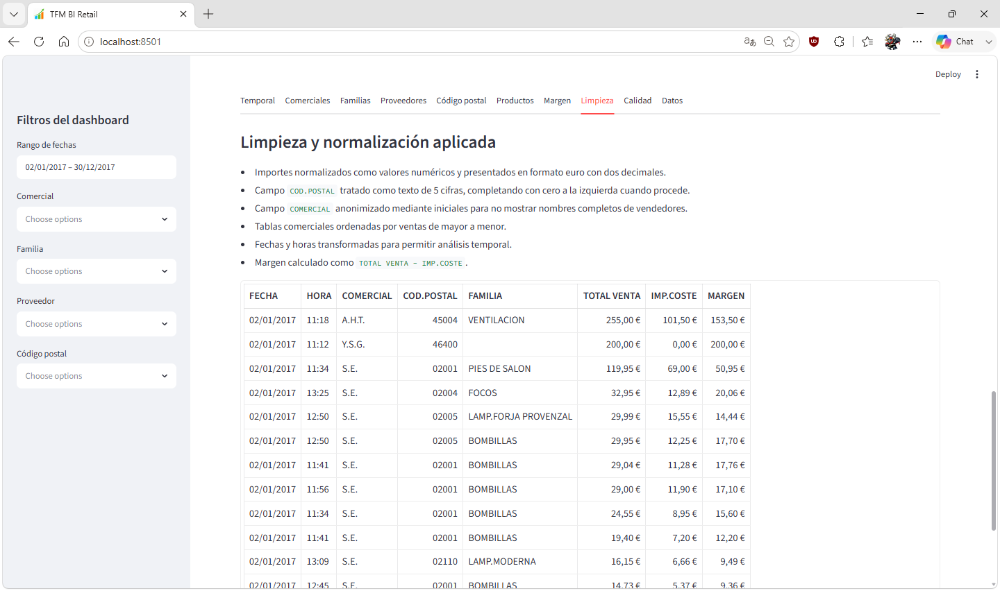 TFM BI Retail
localhost:8501
Chat
Deploy
Filtros del dashboard
Rango de fechas
02/01/2017 – 30/12/2017
Comercial
Choose options
Familia
Choose options
Proveedor
Choose options
Código postal
Choose options
Temporal Comerciales Familias Proveedores Código postal Productos Margen Limpieza Calidad Datos
Limpieza y normalización aplicada
• Importes normalizados como valores numéricos y presentados en formato euro con dos decimales.
• Campo COD.POSTAL tratado como texto de 5 cifras, completando con cero a la izquierda cuando procede.
• Campo COMERCIAL anonimizado mediante iniciales para no mostrar nombres completos de vendedores.
• Tablas comerciales ordenadas por ventas de mayor a menor.
• Fechas y horas transformadas para permitir análisis temporal.
• Margen calculado como TOTAL VENTA - IMP.COSTE.
FECHA HORA COMERCIAL COD.POSTAL FAMILIA TOTAL VENTA IMP.COSTE MARGEN
02/01/2017 11:18 A.H.T. 45004 VENTILACION 255,00 € 101,50 € 153,50 €
02/01/2017 11:12 Y.S.G. 46400 200,00 € 0,00 € 200,00 €
02/01/2017 11:34 S.E. 02001 PIES DE SALON 119,95 € 69,00 € 50,95 €
02/01/2017 13:25 S.E. 02004 FOCOS 32,95 € 12,89 € 20,06 €
02/01/2017 12:50 S.E. 02005 LAMP.FORJA PROVENZAL 29,99 € 15,55 € 14,44 €
02/01/2017 12:50 S.E. 02005 BOMBILLAS 29,95 € 12,25 € 17,70 €
02/01/2017 11:41 S.E. 02001 BOMBILLAS 29,04 € 11,28 € 17,76 €
02/01/2017 11:56 S.E. 02001 BOMBILLAS 29,00 € 11,90 € 17,10 €
02/01/2017 11:34 S.E. 02001 BOMBILLAS 24,55 € 8,95 € 15,60 €
02/01/2017 11:41 S.E. 02001 BOMBILLAS 19,40 € 7,20 € 12,20 €
02/01/2017 13:09 S.E. 02110 LAMP.MODERNA 16,15 € 6,66 € 9,49 €
02/01/2017 12:45 S.E. 02001 BOMBILLAS 14,73 € 5,37 € 9,36 €